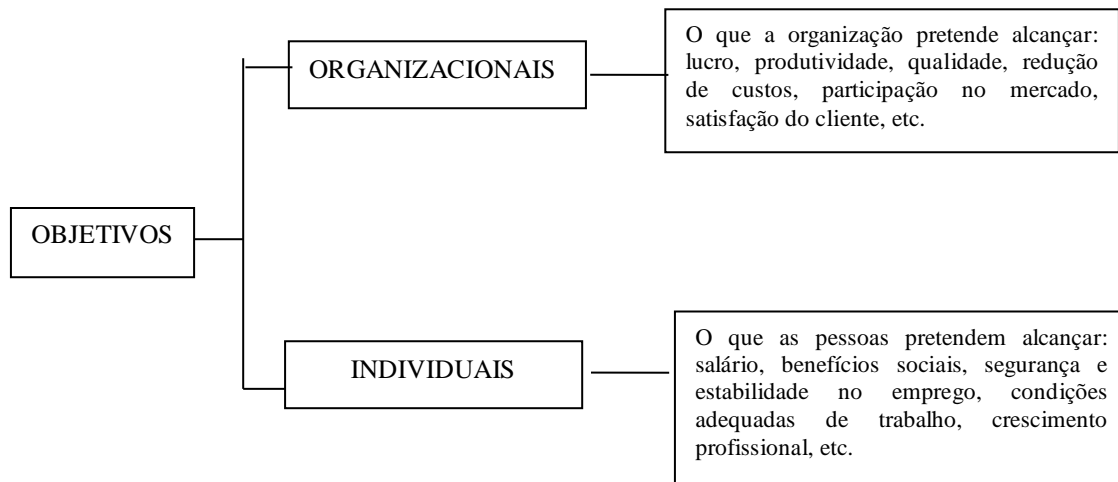 ORGANIZACIONAIS
O que a organização pretende alcançar:
lucro, produtividade, qualidade, redução
de custos, participação no mercado,
satisfação do cliente, etc.
OBJETIVOS
INDIVIDUAIS
O que as pessoas pretendem alcançar:
salário, benefícios sociais, segurança e
estabilidade no emprego, condições
adequadas de trabalho, crescimento
profissional, etc.